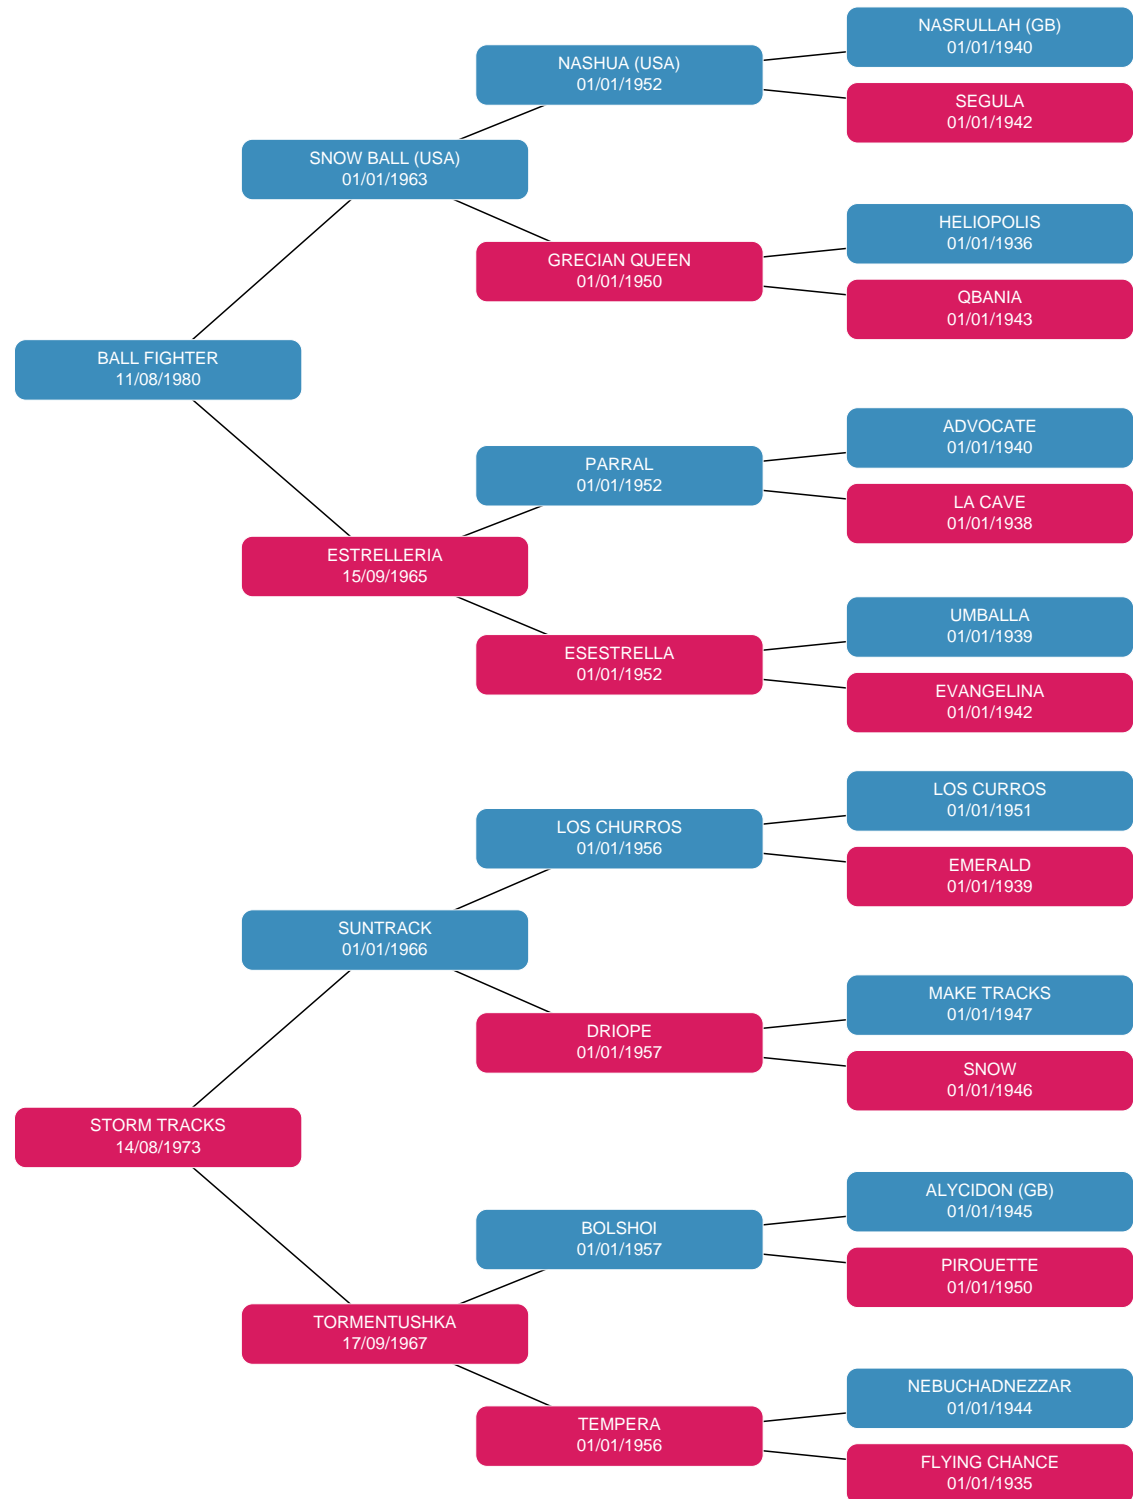 NASRULLAH (GB)
01/01/1940
NASHUA (USA)
01/01/1952
SEGULA
01/01/1942
SNOW BALL (USA)
01/01/1963
HELIOPOLIS
01/01/1936
GRECIAN QUEEN
01/01/1950
QBANIA
01/01/1943
BALL FIGHTER
11/08/1980
ADVOCATE
01/01/1940
PARRAL
01/01/1952
LA CAVE
01/01/1938
ESTRELLERIA
15/09/1965
UMBALLA
01/01/1939
ESESTRELLA
01/01/1952
EVANGELINA
01/01/1942
LOS CURROS
01/01/1951
LOS CHURROS
01/01/1956
EMERALD
01/01/1939
SUNTRACK
01/01/1966
MAKE TRACKS
01/01/1947
DRIOPE
01/01/1957
SNOW
01/01/1946
STORM TRACKS
14/08/1973
ALYCIDON (GB)
01/01/1945
BOLSHOI
01/01/1957
PIROUETTE
01/01/1950
TORMENTUSHKA
17/09/1967
NEBUCHADNEZZAR
01/01/1944
TEMPERA
01/01/1956
FLYING CHANCE
01/01/1935